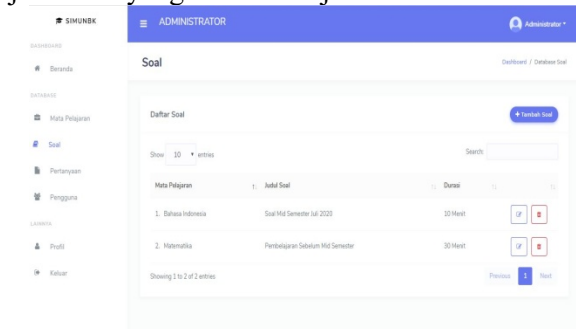 SIMUNBK
ADMINISTRATOR
Administrator
DASHBOARD
Beranda
DATABASE
Mata Pelajaran
Soal
Pertanyaan
Pengguna
LAINNYA
Profil
Keluar
Soal
Dashboard / Database Soal
Daftar Soal
+ Tambah Soal
Show 10 entries
Search:
Mata Pelajaran Judul Soal Durasi
1. Bahasa Indonesia Soal Mid Semester Juli 2020 10 Menit
2. Matematika Pembelajaran Sebelum Mid Semester 30 Menit
Showing 1 to 2 of 2 entries
Previous 1 Next